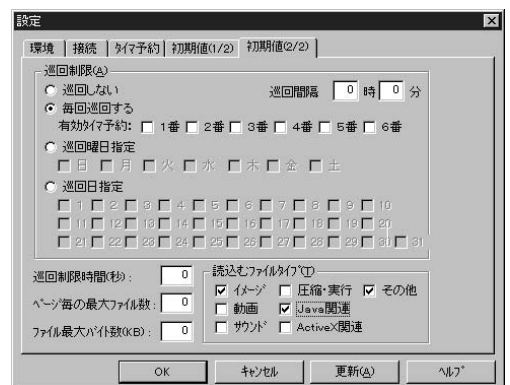 設定
環境 接続 ﾀｲﾏ予約 初期値(1/2) 初期値(2/2)
巡回制限(A)
巡回しない 巡回間隔 0 時 0 分
毎回巡回する
有効ﾀｲﾏ予約: 1番 2番 3番 4番 5番 6番
巡回曜日指定
日 月 火 水 木 金 土
巡回日指定
1 2 3 4 5 6 7 8 9 10
11 12 13 14 15 16 17 18 19 20
21 22 23 24 25 26 27 28 29 30 31
巡回制限時間(秒): 0
ﾍﾟｰｼﾞ毎の最大ﾌｧｲﾙ数: 0
ﾌｧｲﾙ最大ﾊﾞｲﾄ数(KB): 0
読込むﾌｧｲﾙﾀｲﾌﾟ(T)
ｲﾒｰｼﾞ 圧縮・実行 その他
動画 Java関連
ｻｳﾝﾄﾞ ActiveX関連
OK ｷｬﾝｾﾙ 更新(A) ﾍﾙﾌﾟ